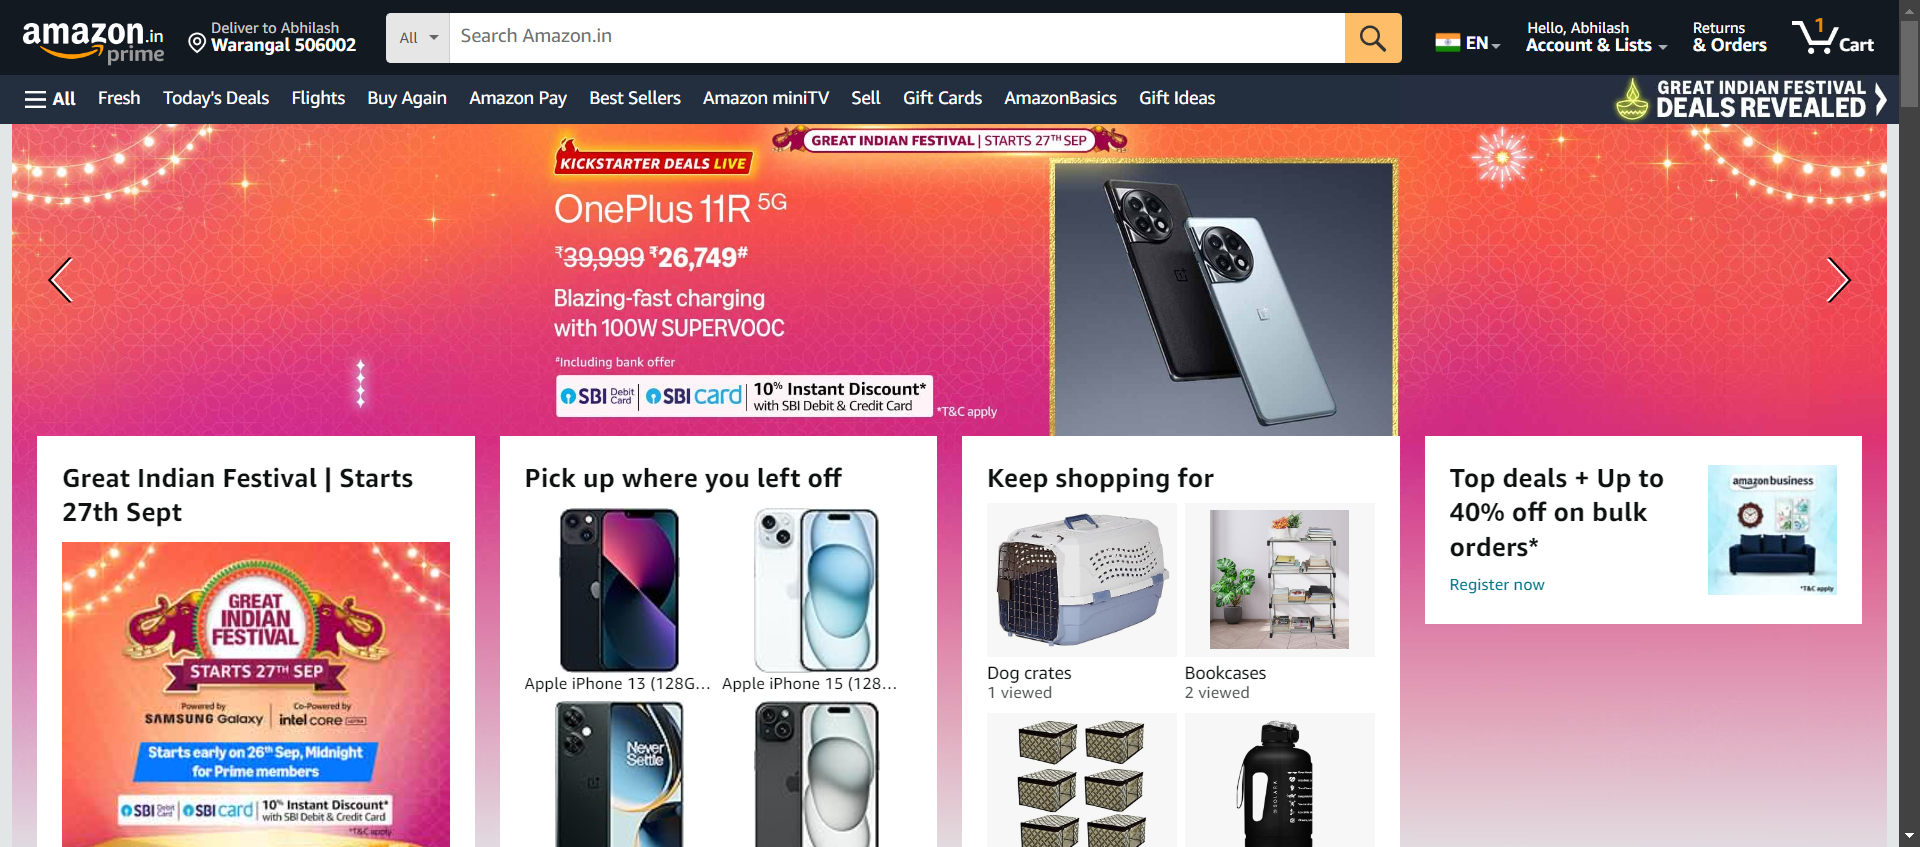 amazon.in
prime
Deliver to Abhilash
Warangal 506002
All
Search Amazon.in
EN
Hello, Abhilash
Account & Lists
Returns
& Orders
1
Cart
All
Fresh
Today's Deals
Flights
Buy Again
Amazon Pay
Best Sellers
Amazon miniTV
Sell
Gift Cards
AmazonBasics
Gift Ideas
GREAT INDIAN FESTIVAL
DEALS REVEALED
GREAT INDIAN FESTIVAL | STARTS 27TH SEP
KICKSTARTER DEALS LIVE
OnePlus 11R 5G
₹39,999 ₹26,749#
Blazing-fast charging
with 100W SUPERVOOC
#Including bank offer
SBI Debit Card | SBI card | 10% Instant Discount*
with SBI Debit & Credit Card
*T&C apply
Great Indian Festival | Starts
27th Sept
GREAT
INDIAN
FESTIVAL
STARTS 27TH SEP
Powered by
SAMSUNG Galaxy
Co-Powered by
intel CORE ULTRA
Starts early on 26th Sep, Midnight
for Prime members
SBI Debit Card | SBI card | 10% Instant Discount*
with SBI Debit & Credit Card
*T&C apply
Pick up where you left off
Apple iPhone 13 (128G...
Apple iPhone 15 (128...
Never
Settle
Keep shopping for
Dog crates
1 viewed
Bookcases
2 viewed
SOLARA
Top deals + Up to
40% off on bulk
orders*
Register now
amazon business
*T&C apply